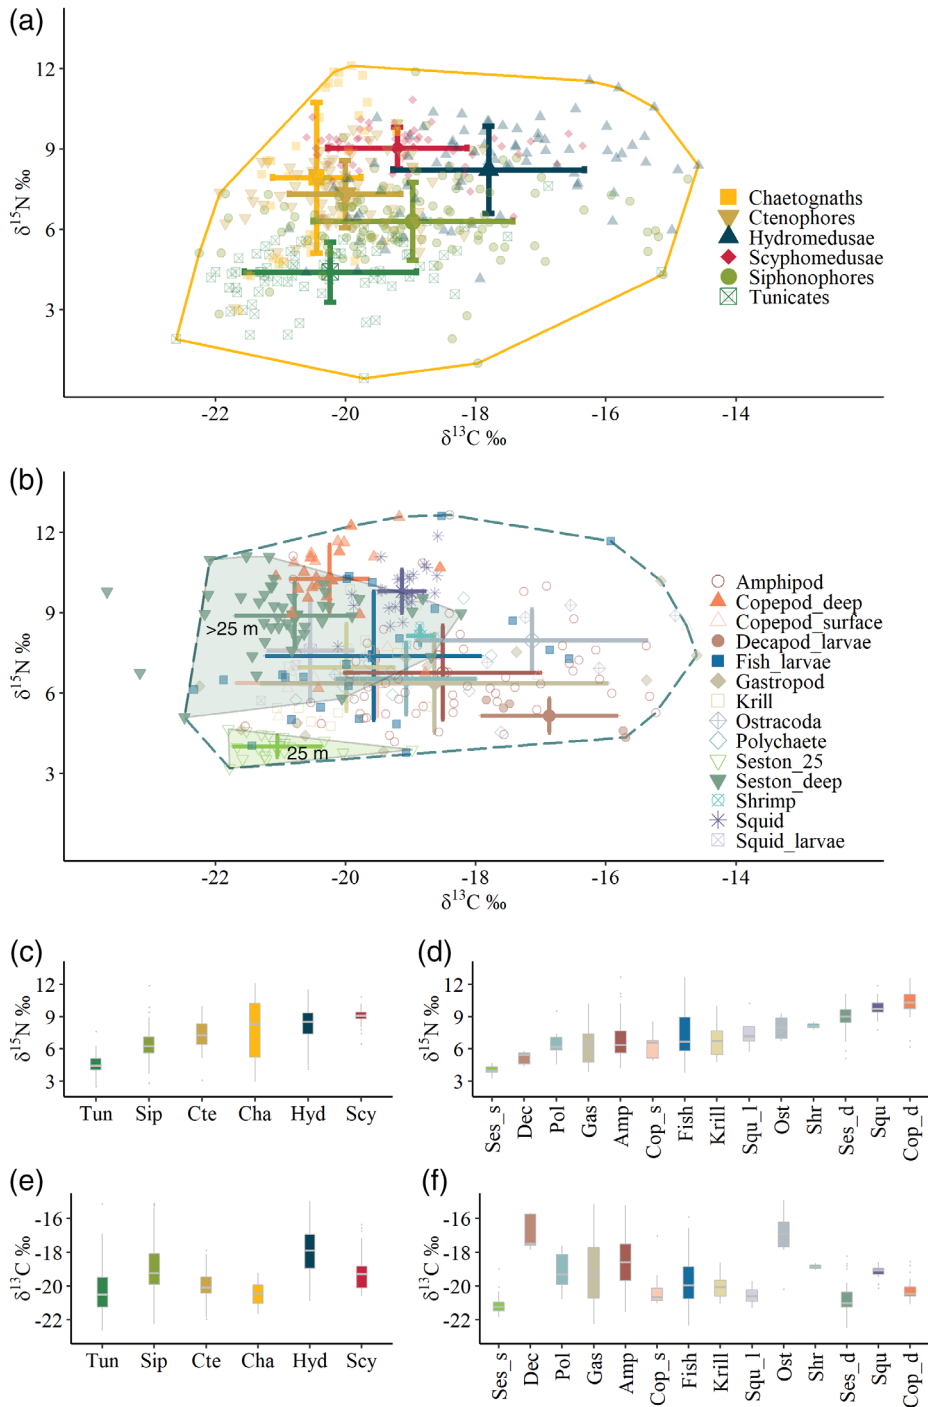 (a)
12
9
6
3
δ15N ‰
-22 -20 -18 -16 -14
δ13C ‰
Chaetognaths
Ctenophores
Hydromedusae
Scyphomedusae
Siphonophores
Tunicates
(b)
12
9
6
3
δ15N ‰
>25 m
25 m
-22 -20 -18 -16 -14
δ13C ‰
Amphipod
Copepod_deep
Copepod_surface
Decapod_larvae
Fish_larvae
Gastropod
Krill
Ostracoda
Polychaete
Seston_25
Seston_deep
Shrimp
Squid
Squid_larvae
(c)
12
9
6
3
δ15N ‰
Tun Sip Cte Cha Hyd Scy
(d)
12
9
6
3
δ15N ‰
Ses_s Dec Pol Gas Amp Cop_s Fish Krill Squ_l Ost Shr Ses_d Squ Cop_d
(e)
-16
-18
-20
-22
δ13C ‰
Tun Sip Cte Cha Hyd Scy
(f)
-16
-18
-20
-22
δ13C ‰
Ses_s Dec Pol Gas Amp Cop_s Fish Krill Squ_l Ost Shr Ses_d Squ Cop_d